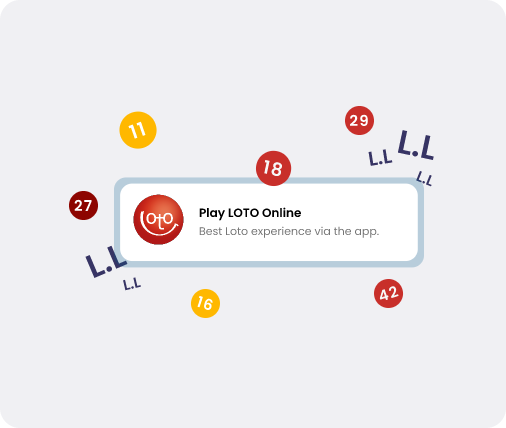 11
29
L.L
L.L
18
L.L
27
loto
Play LOTO Online
Best Loto experience via the app.
L.L
L.L
16
42